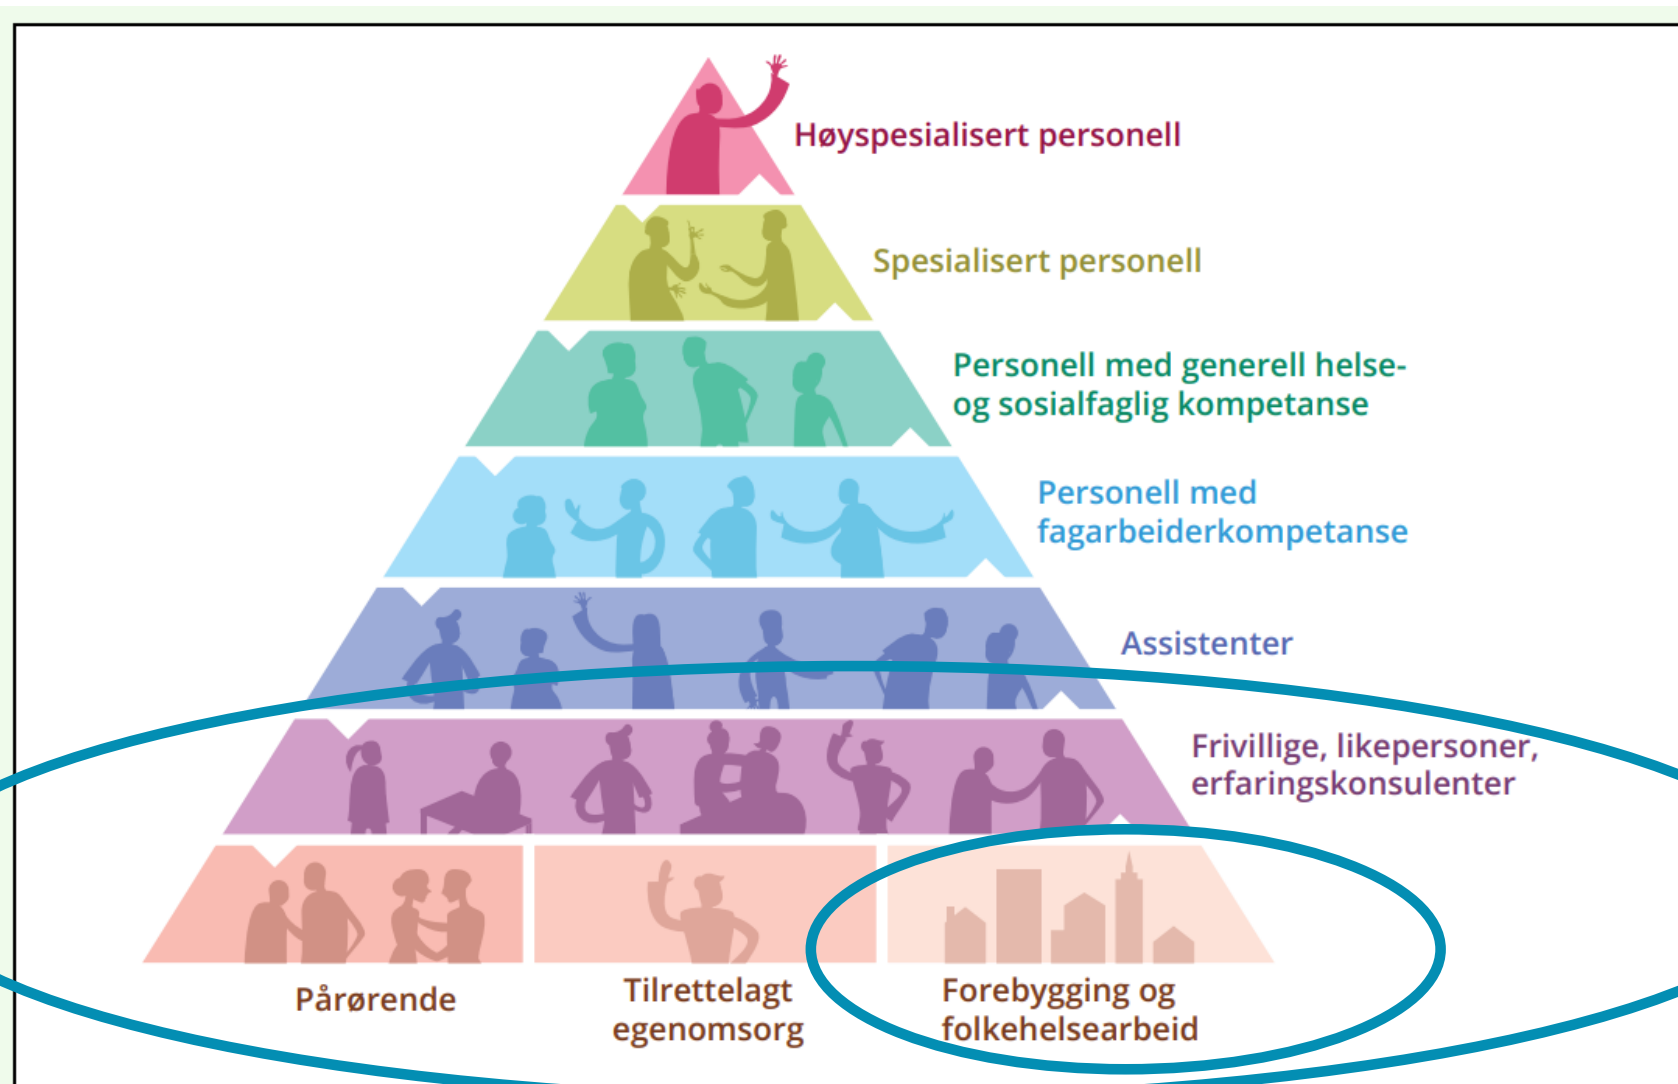 Høyspesialisert personell
Spesialisert personell
Personell med generell helse-
og sosialfaglig kompetanse
Personell med
fagarbeiderkompetanse
Assistenter
Frivillige, likepersoner,
erfaringskonsulenter
Pårørende
Tilrettelagt
egenomsorg
Forebygging og
folkehelsearbeid